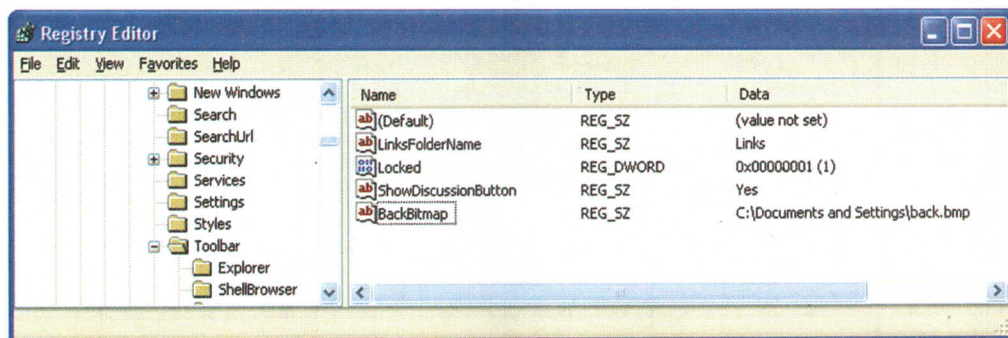 Registry Editor
File Edit View Favorites Help
New Windows
Search
SearchUrl
Security
Services
Settings
Styles
Toolbar
Explorer
ShellBrowser
Name Type Data
(Default) REG_SZ (value not set)
LinksFolderName REG_SZ Links
Locked REG_DWORD 0x00000001 (1)
ShowDiscussionButton REG_SZ Yes
BackBitmap REG_SZ C:\Documents and Settings\back.bmp